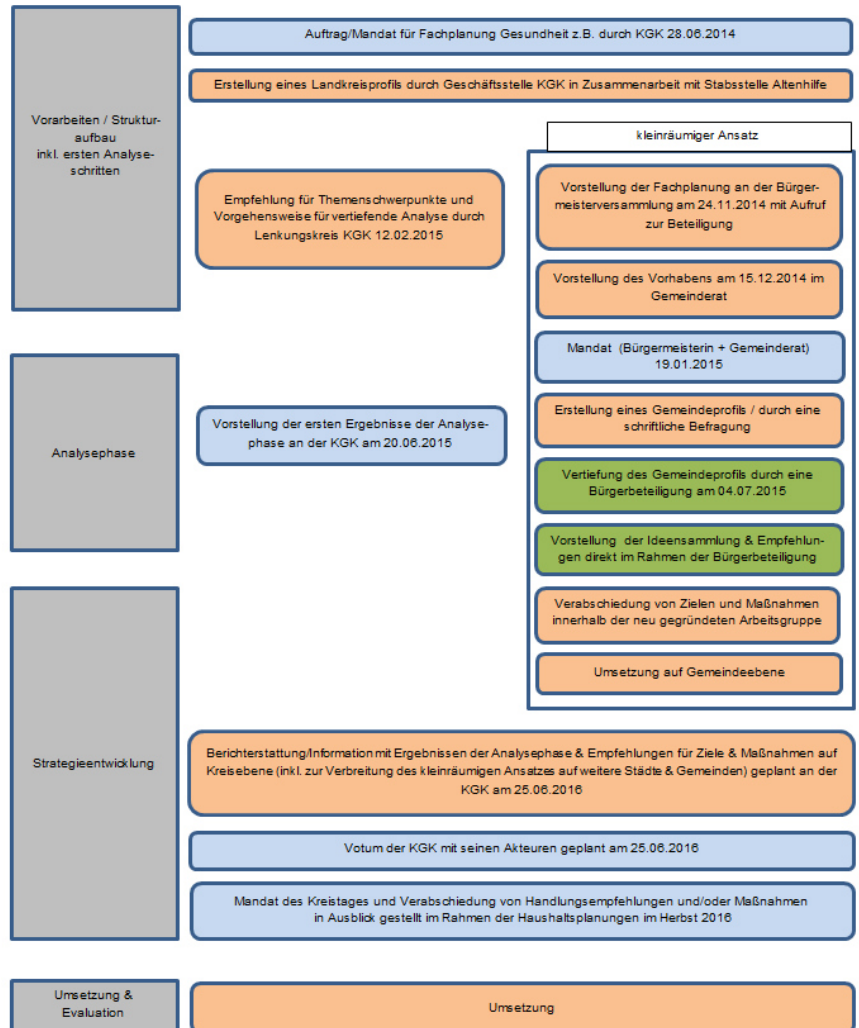 Vorarbeiten / Struktur-
aufbau
inkl. ersten Analyse-
schritten
Auftrag/Mandat für Fachplanung Gesundheit z.B. durch KGK 28.06.2014
Erstellung eines Landkreisprofils durch Geschäftsstelle KGK in Zusammenarbeit mit Stabsstelle Altenhilfe
Empfehlung für Themenschwerpunkte und
Vorgehensweise für vertiefende Analyse durch
Lenkungskreis KGK 12.02.2015
kleinräumiger Ansatz
Vorstellung der Fachplanung an der Bürger-
meisterversammlung am 24.11.2014 mit Aufruf
zur Beteiligung
Vorstellung des Vorhabens am 15.12.2014 im
Gemeinderat
Mandat (Bürgermeisterin + Gemeinderat)
19.01.2015
Analysephase
Vorstellung der ersten Ergebnisse der Analyse-
phase an der KGK am 20.06.2015
Erstellung eines Gemeindeprofils / durch eine
schriftliche Befragung
Vertiefung des Gemeindeprofils durch eine
Bürgerbeteiligung am 04.07.2015
Vorstellung der Ideensammlung & Empfehlun-
gen direkt im Rahmen der Bürgerbeteiligung
Verabschiedung von Zielen und Maßnahmen
innerhalb der neu gegründeten Arbeitsgruppe
Umsetzung auf Gemeindeebene
Strategieentwicklung
Berichterstattung/Information mit Ergebnissen der Analysephase & Empfehlungen für Ziele & Maßnahmen auf
Kreisebene (inkl. zur Verbreitung des kleinräumigen Ansatzes auf weitere Städte & Gemeinden) geplant an der
KGK am 25.06.2016
Votum der KGK mit seinen Akteuren geplant am 25.06.2016
Mandat des Kreistages und Verabschiedung von Handlungsempfehlungen und/oder Maßnahmen
in Ausblick gestellt im Rahmen der Haushaltsplanungen im Herbst 2016
Umsetzung &
Evaluation
Umsetzung